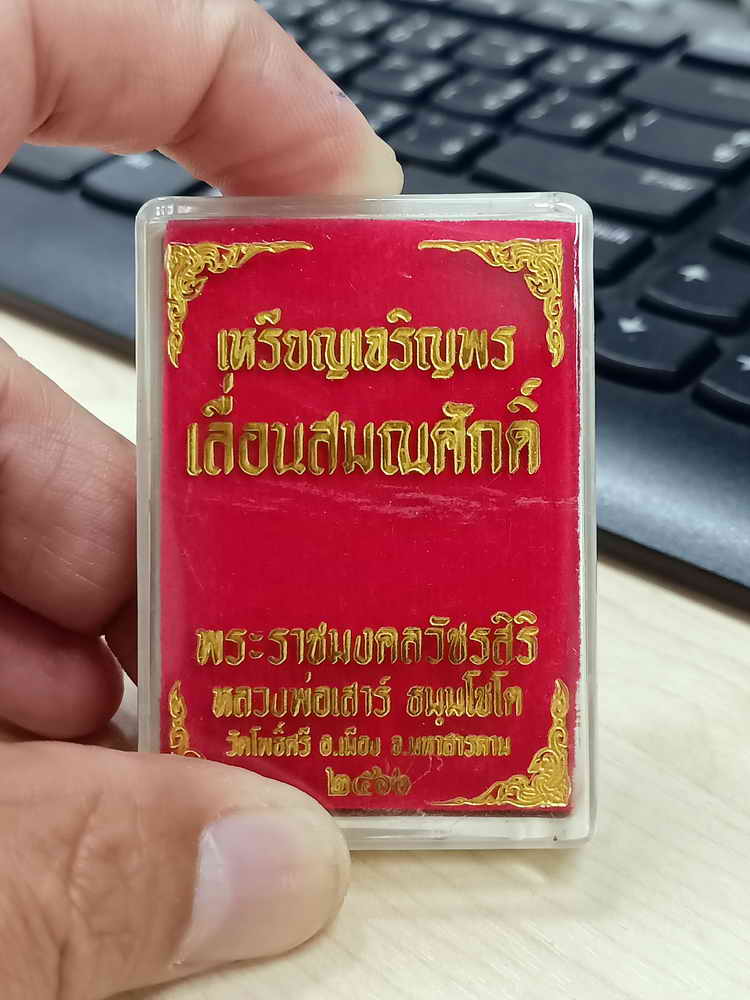 เหรียญเจริญพร
เลื่อนสมณศักดิ์
พระราชมงคลวัชรสิริ
หลวงพ่อเสาร์ ธมฺมโชโต
วัดโพธิ์ศรี อ.เมือง จ.มหาสารคาม
๒๕๖๖